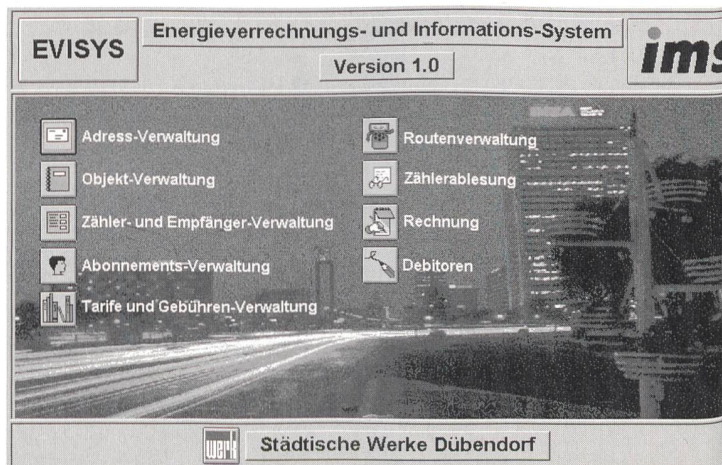 EVISYS
Energieverrechnungs- und Informations-System
Version 1.0
ims
Adress-Verwaltung
Objekt-Verwaltung
Zähler- und Empfänger-Verwaltung
Abonnements-Verwaltung
Tarife und Gebühren-Verwaltung
Routenverwaltung
Zählerablesung
Rechnung
Debitoren
werk
Städtische Werke Dübendorf